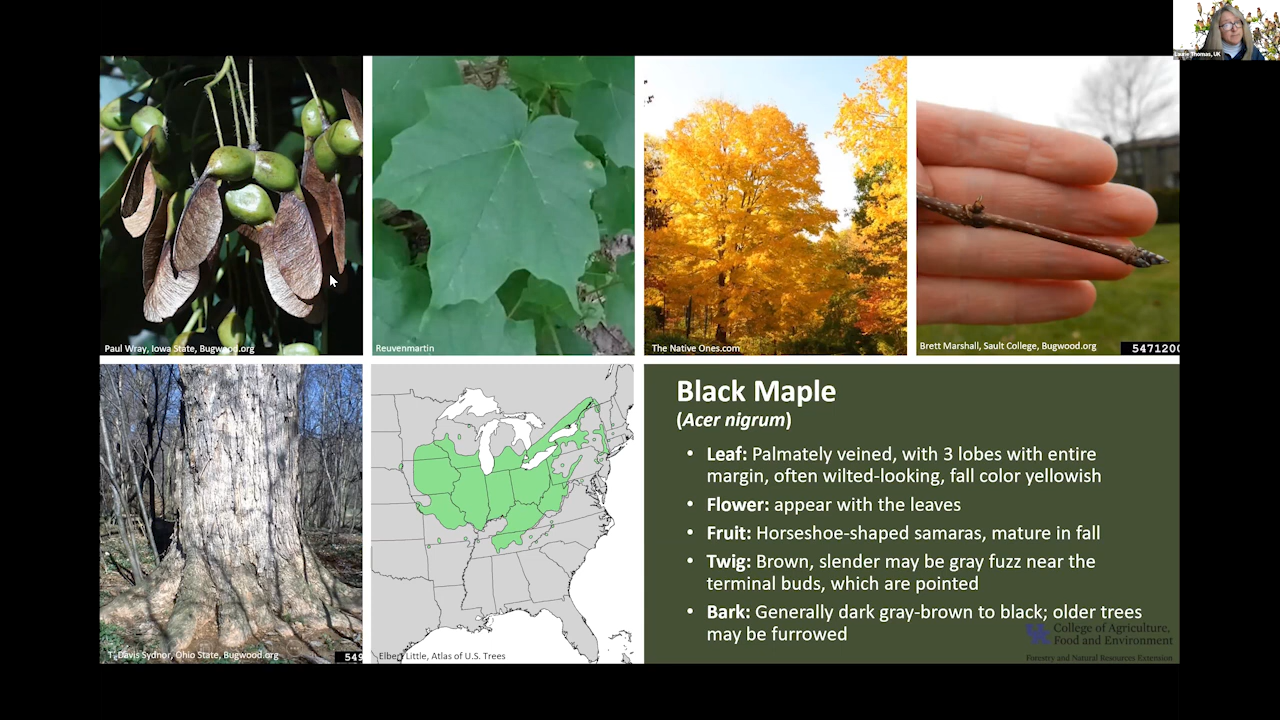 Laurie Thomas, UK
Paul Wray, Iowa State, Bugwood.org
Reuvenmartin
The Native Ones.com
Brett Marshall, Sault College, Bugwood.org
547120
T. Davis Sydnor, Ohio State, Bugwood.org
549
Elbert Little, Atlas of U.S. Trees
Black Maple
(Acer nigrum)
• Leaf: Palmately veined, with 3 lobes with entire
margin, often wilted-looking, fall color yellowish
• Flower: appear with the leaves
• Fruit: Horseshoe-shaped samaras, mature in fall
• Twig: Brown, slender may be gray fuzz near the
terminal buds, which are pointed
• Bark: Generally dark gray-brown to black; older trees
may be furrowed
UK College of Agriculture,
Food and Environment
Forestry and Natural Resources Extension